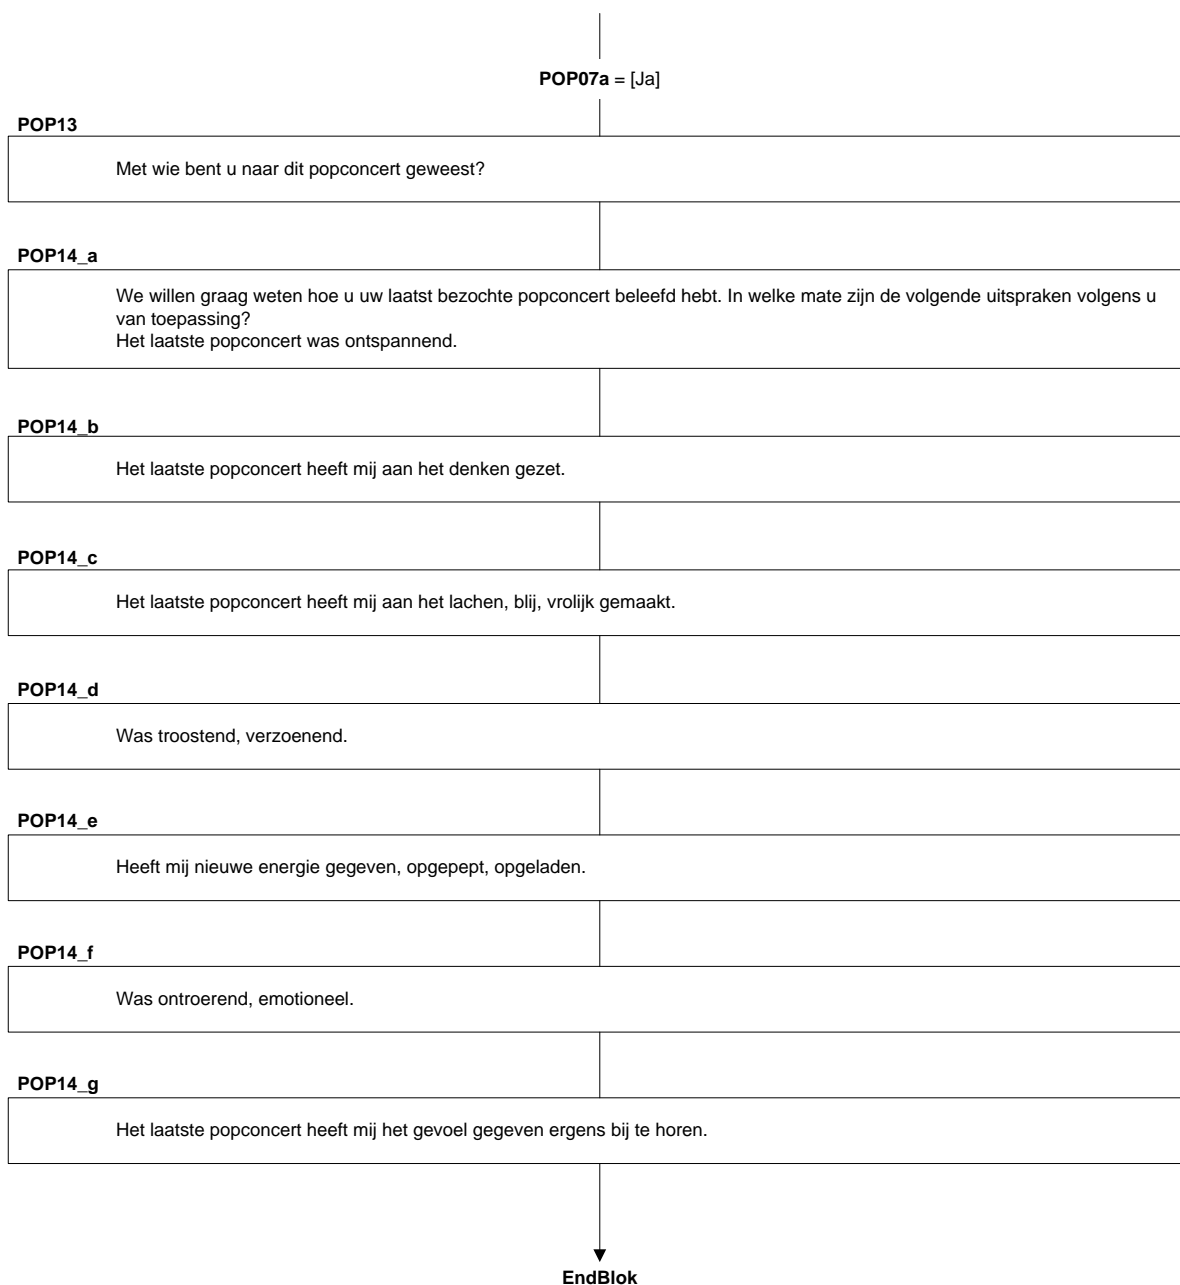 POP07a = [Ja]
POP13
Met wie bent u naar dit popconcert geweest?
POP14_a
We willen graag weten hoe u uw laatst bezochte popconcert beleefd hebt. In welke mate zijn de volgende uitspraken volgens u
van toepassing?
Het laatste popconcert was ontspannend.
POP14_b
Het laatste popconcert heeft mij aan het denken gezet.
POP14_c
Het laatste popconcert heeft mij aan het lachen, blij, vrolijk gemaakt.
POP14_d
Was troostend, verzoenend.
POP14_e
Heeft mij nieuwe energie gegeven, opgepept, opgeladen.
POP14_f
Was ontroerend, emotioneel.
POP14_g
Het laatste popconcert heeft mij het gevoel gegeven ergens bij te horen.
EndBlok